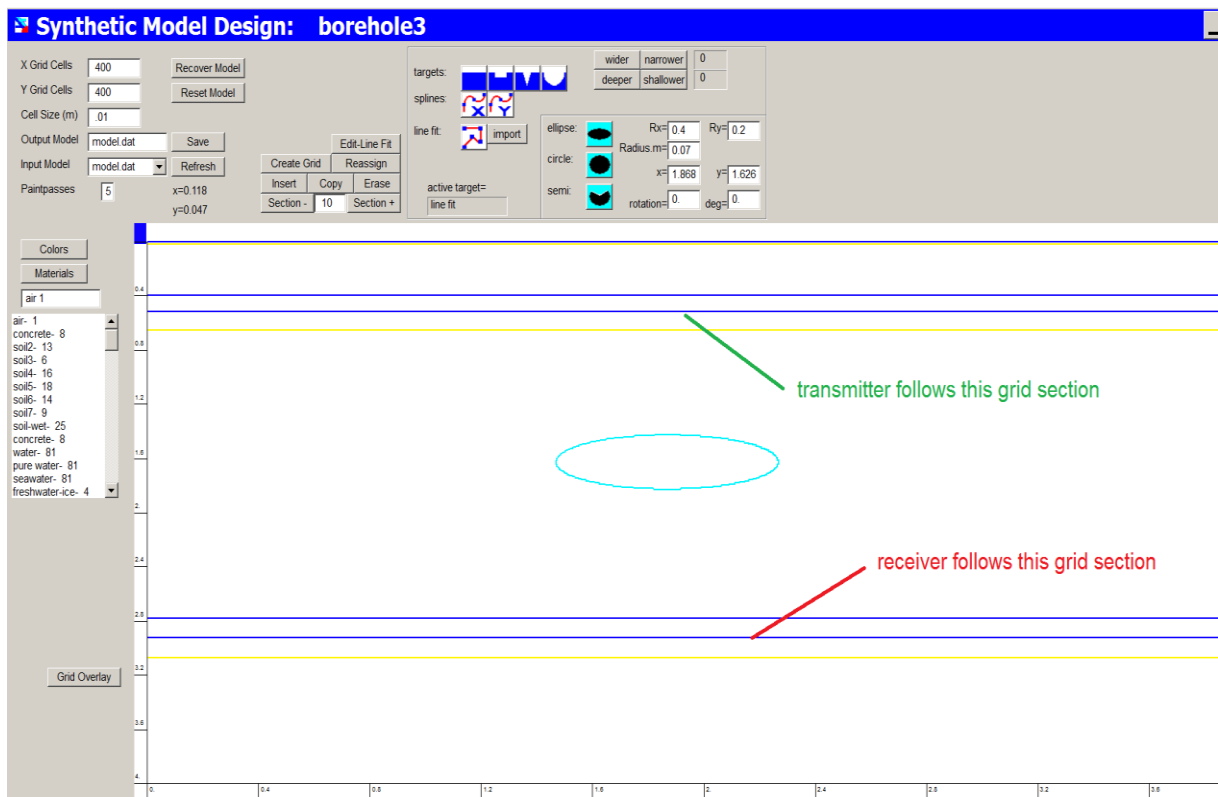 Synthetic Model Design: borehole3
X Grid Cells 400 Recover Model
Y Grid Cells 400 Reset Model
Cell Size (m) .01
Output Model model.dat Save
Input Model model.dat Refresh
Paintpasses 5 x=0.118
y=0.047
Edit-Line Fit
Create Grid Reassign
Insert Copy Erase
Section - 10 Section +
targets:
splines: X Y
line fit: import
active target=
line fit
wider narrower 0
deeper shallower 0
ellipse: Rx= 0.4 Ry= 0.2
Radius.m= 0.07
circle:
x= 1.868 y= 1.626
semi:
rotation= 0. deg= 0.
Colors
Materials
air 1
air- 1
concrete- 8
soil2- 13
soil3- 6
soil4- 16
soil5- 18
soil6- 14
soil7- 9
soil-wet- 25
concrete- 8
water- 81
pure water- 81
seawater- 81
freshwater-ice- 4
Grid Overlay
0.4
0.8
1.2
1.6
2.
2.4
2.8
3.2
3.6
4.
transmitter follows this grid section
receiver follows this grid section
0. 0.4 0.8 1.2 1.6 2. 2.4 2.8 3.2 3.6